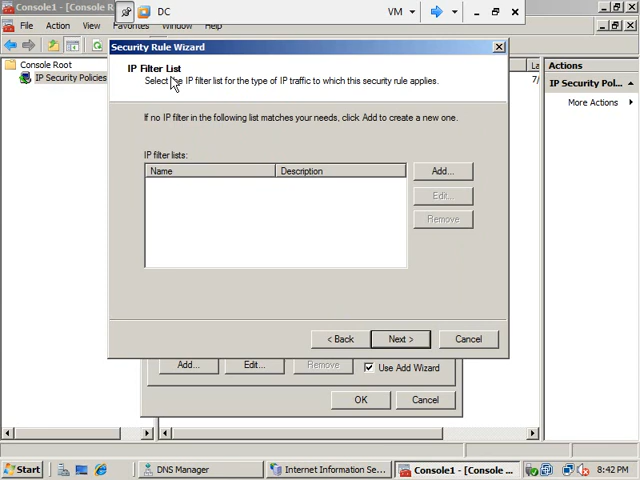 Console1 - [Console R
DC
VM
File Action View Favorites Window Help
Console Root
IP Security Policies
La
7/
Actions
IP Security Pol...
More Actions
Security Rule Wizard
IP Filter List
Select the IP filter list for the type of IP traffic to which this security rule applies.
If no IP filter in the following list matches your needs, click Add to create a new one.
IP filter lists:
Name Description
Add...
Edit...
Remove
< Back Next > Cancel
Add... Edit... Remove Use Add Wizard
OK Cancel
Start DNS Manager Internet Information Se... Console1 - [Console ... 8:42 PM